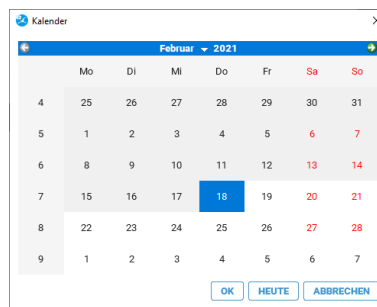 Kalender
Februar 2021
Mo Di Mi Do Fr Sa So
4 25 26 27 28 29 30 31
5 1 2 3 4 5 6 7
6 8 9 10 11 12 13 14
7 15 16 17 18 19 20 21
8 22 23 24 25 26 27 28
9 1 2 3 4 5 6 7
OK HEUTE ABBRECHEN